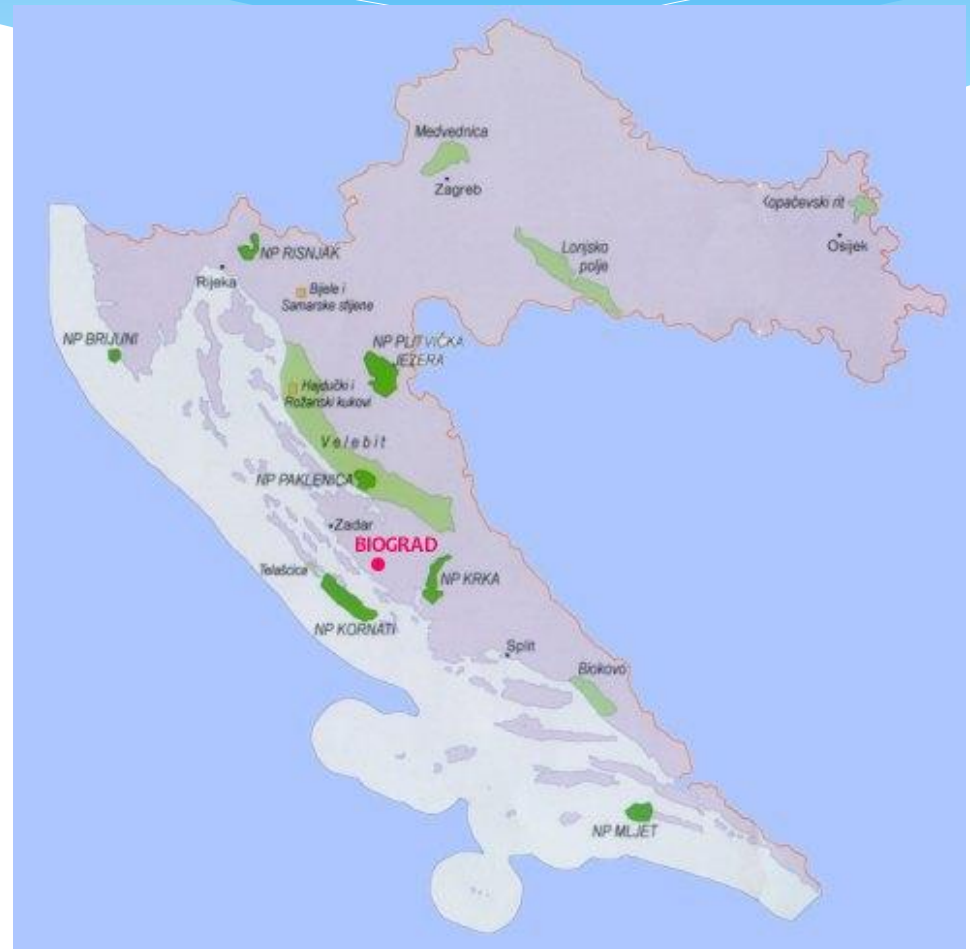 Medvednica
Zagreb
Kopačevski rit
Osijek
Lonjsko
polje
NP RISNJAK
Rijeka
Bijele i
Samarske stijene
NP BRIJUNI
NP PLITVIČKA
JEZERA
Hajdučki i
Rožanski kukovi
Velebit
NP PAKLENICA
Zadar
BIOGRAD
Telašćica
NP KRKA
NP KORNATI
Split
Biokovo
NP MLJET